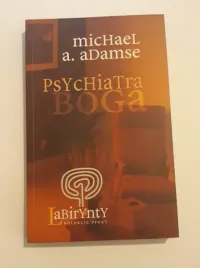 micHaeL
a. aDamse
PsYcHiaTRa
BOGa
LaBiRYntY